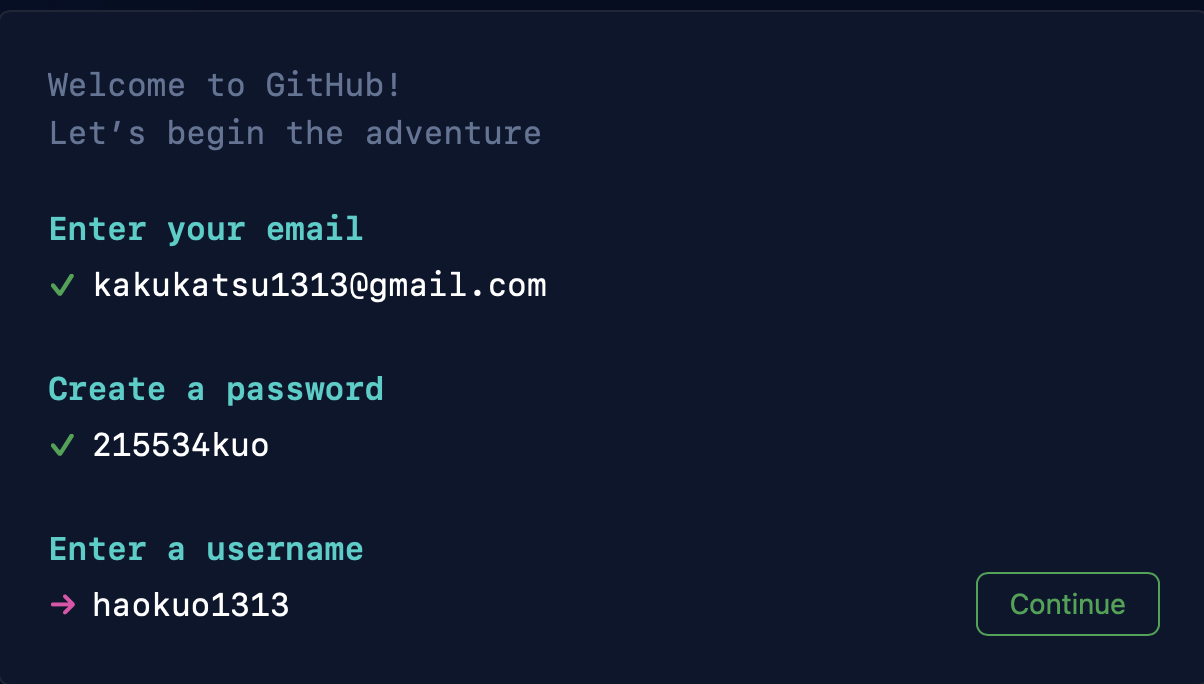 Welcome to GitHub!
Let’s begin the adventure
Enter your email
✓ kakukatsu1313@gmail.com
Create a password
✓ 215534kuo
Enter a username
→ haokuo1313
Continue